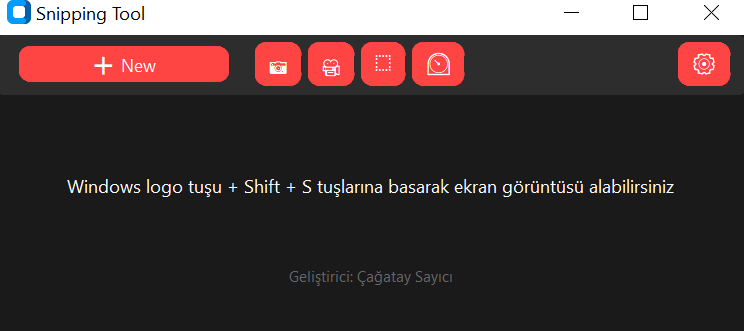 Snipping Tool
New
Windows logo tuşu + Shift + S tuşlarına basarak ekran görüntüsü alabilirsiniz
Geliştirici: Çağatay Sayıcı